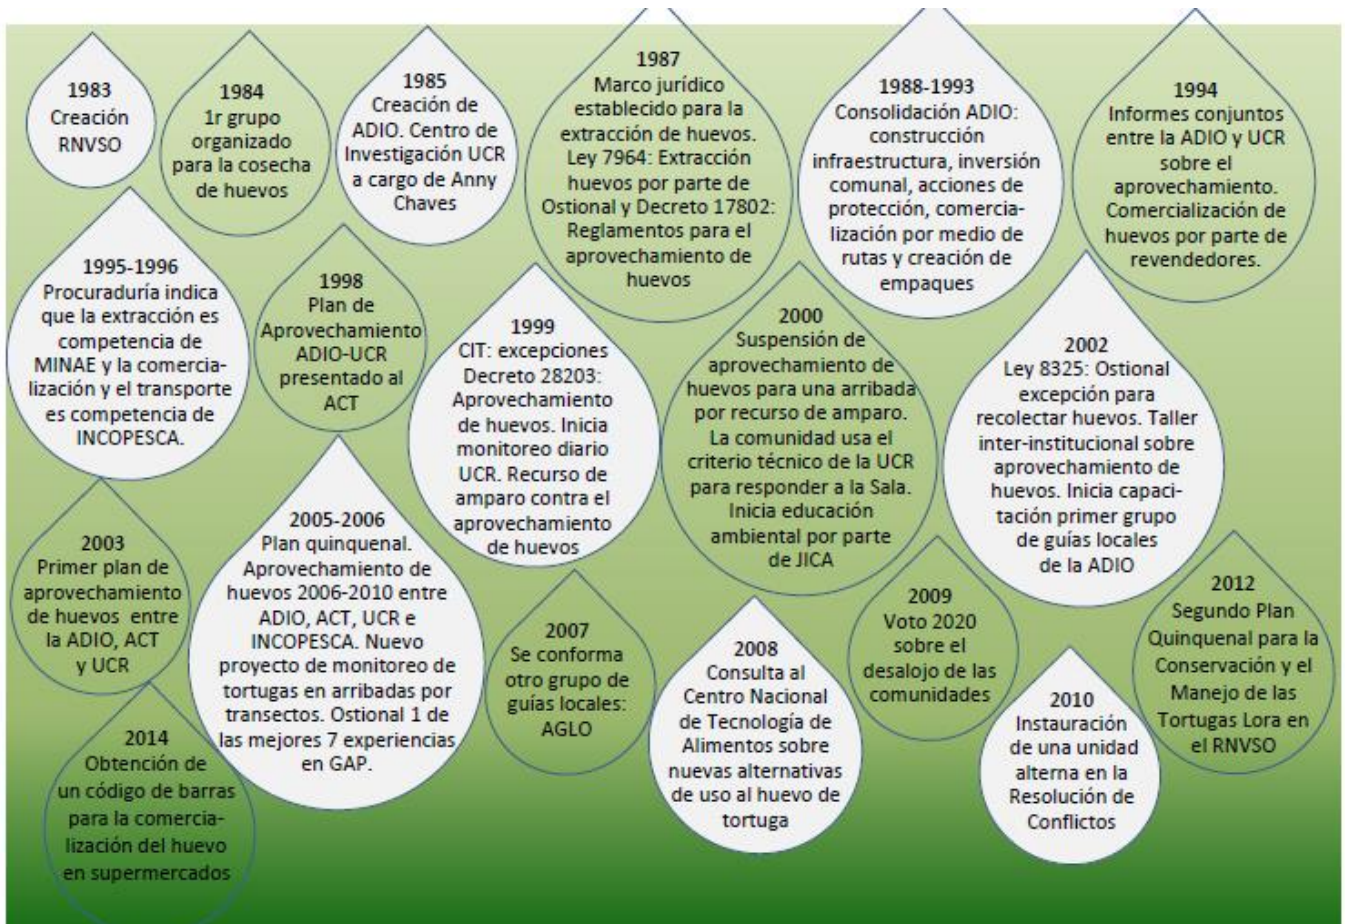 1983
Creación
RNVSO
1984
1r grupo
organizado
para la cosecha
de huevos
1985
Creación de
ADIO. Centro de
Investigación UCR
a cargo de Anny
Chaves
1987
Marco jurídico
establecido para la
extracción de huevos.
Ley 7964: Extracción
huevos por parte de
Ostional y Decreto 17802:
Reglamentos para el
aprovechamiento de
huevos
1988-1993
Consolidación ADIO:
construcción
infraestructura, inversión
comunal, acciones de
protección, comercia-
lización por medio de
rutas y creación de
empaques
1994
Informes conjuntos
entre la ADIO y UCR
sobre el
aprovechamiento.
Comercialización de
huevos por parte de
revendedores.
1995-1996
Procuraduría indica
que la extracción es
competencia de
MINAE y la comercia-
lización y el transporte
es competencia de
INCOPESCA.
1998
Plan de
Aprovechamiento
ADIO-UCR
presentado al
ACT
1999
CIT: excepciones
Decreto 28203:
Aprovechamiento
de huevos. Inicia
monitoreo diario
UCR. Recurso de
amparo contra el
aprovechamiento
de huevos
2000
Suspensión de
aprovechamiento de
huevos para una arribada
por recurso de amparo.
La comunidad usa el
criterio técnico de la UCR
para responder a la Sala.
Inicia educación
ambiental por parte
de JICA
2002
Ley 8325: Ostional
excepción para
recolectar huevos. Taller
inter-institucional sobre
aprovechamiento de
huevos. Inicia capaci-
tación primer grupo
de guías locales
de la ADIO
2003
Primer plan de
aprovechamiento
de huevos entre
la ADIO, ACT
y UCR
2005-2006
Plan quinquenal.
Aprovechamiento de
huevos 2006-2010 entre
ADIO, ACT, UCR e
INCOPESCA. Nuevo
proyecto de monitoreo de
tortugas en arribadas por
transectos. Ostional 1 de
las mejores 7 experiencias
en GAP.
2007
Se conforma
otro grupo de
guías locales:
AGLO
2008
Consulta al
Centro Nacional
de Tecnología de
Alimentos sobre
nuevas alternativas
de uso al huevo de
tortuga
2009
Voto 2020
sobre el
desalojo de las
comunidades
2010
Instauración
de una unidad
alterna en la
Resolución de
Conflictos
2012
Segundo Plan
Quinquenal para la
Conservación y el
Manejo de las
Tortugas Lora en
el RNVSO
2014
Obtención de
un código de barras
para la comercia-
lización del huevo
en supermercados